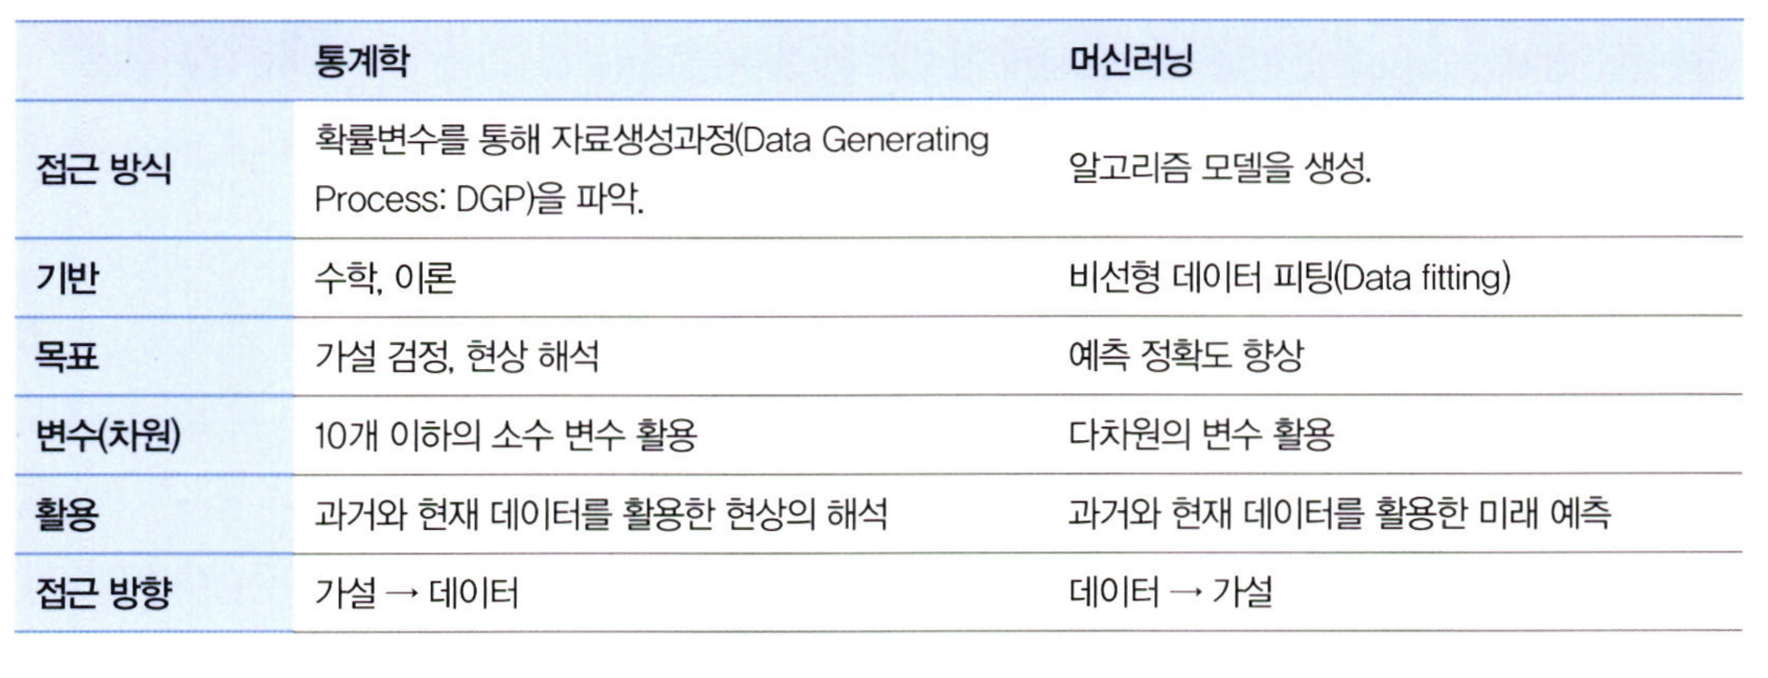 통계학 머신러닝
접근 방식 확률변수를 통해 자료생성과정(Data Generating
Process: DGP)을 파악. 알고리즘 모델을 생성.
기반 수학, 이론 비선형 데이터 피팅(Data fitting)
목표 가설 검정, 현상 해석 예측 정확도 향상
변수(차원) 10개 이하의 소수 변수 활용 다차원의 변수 활용
활용 과거와 현재 데이터를 활용한 현상의 해석 과거와 현재 데이터를 활용한 미래 예측
접근 방향 가설 → 데이터 데이터 → 가설